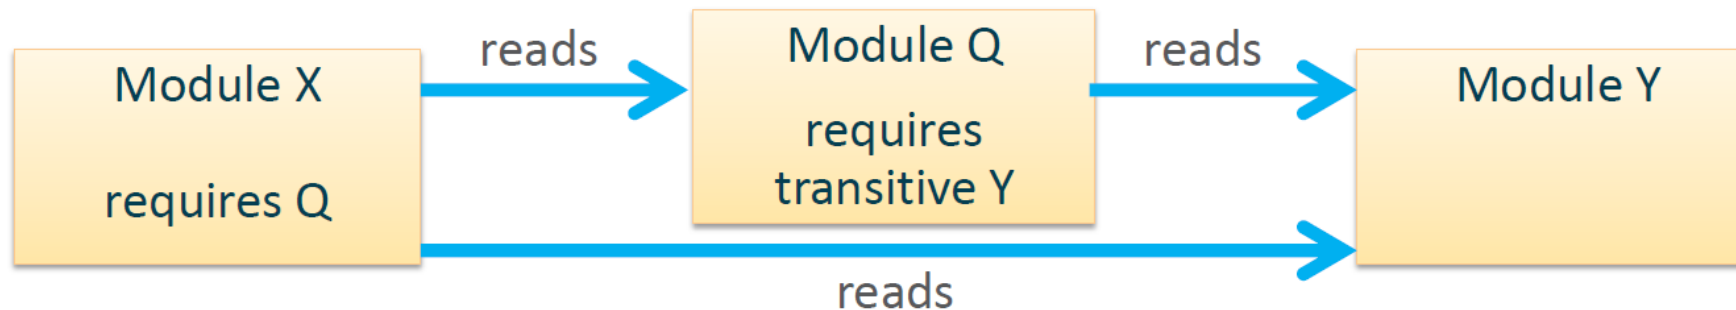 Module X
requires Q
reads
Module Q
requires
transitive Y
reads
Module Y
reads